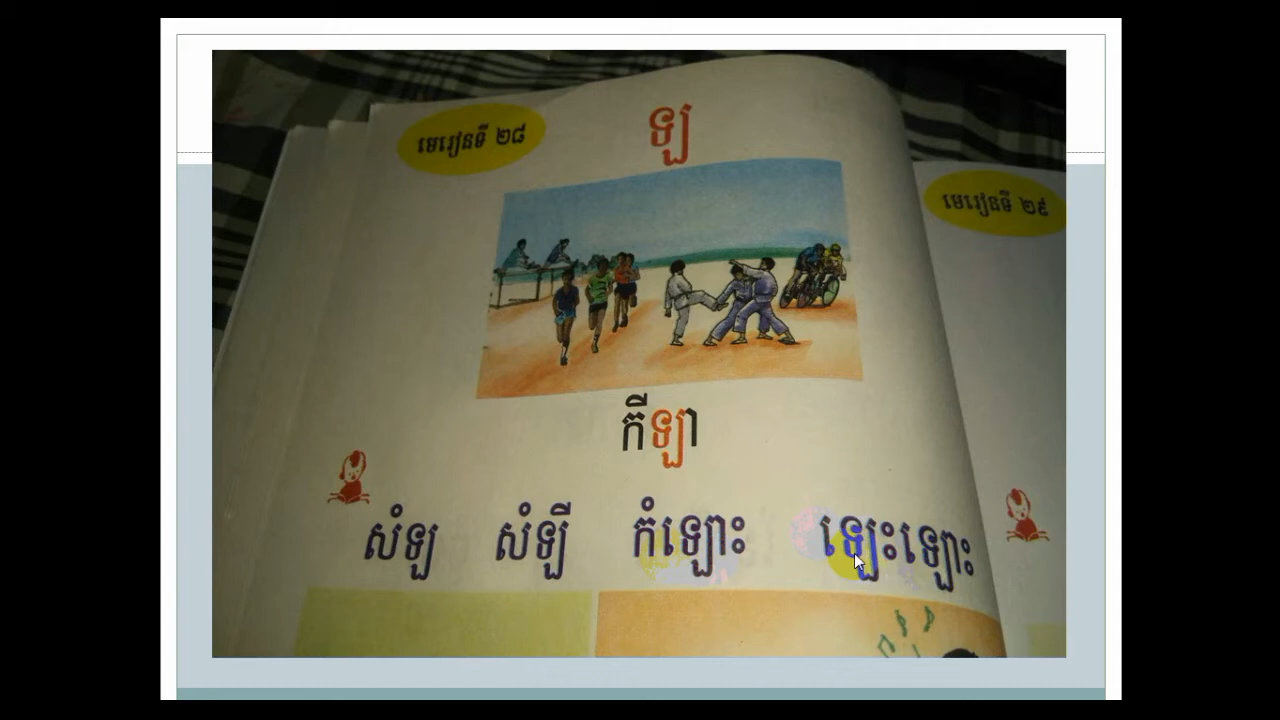 មេរៀនទី ២៨
ឡ
មេរៀនទី ២៩
កីឡា
សំឡ សំឡី កំឡោះ ឡេះឡោះ